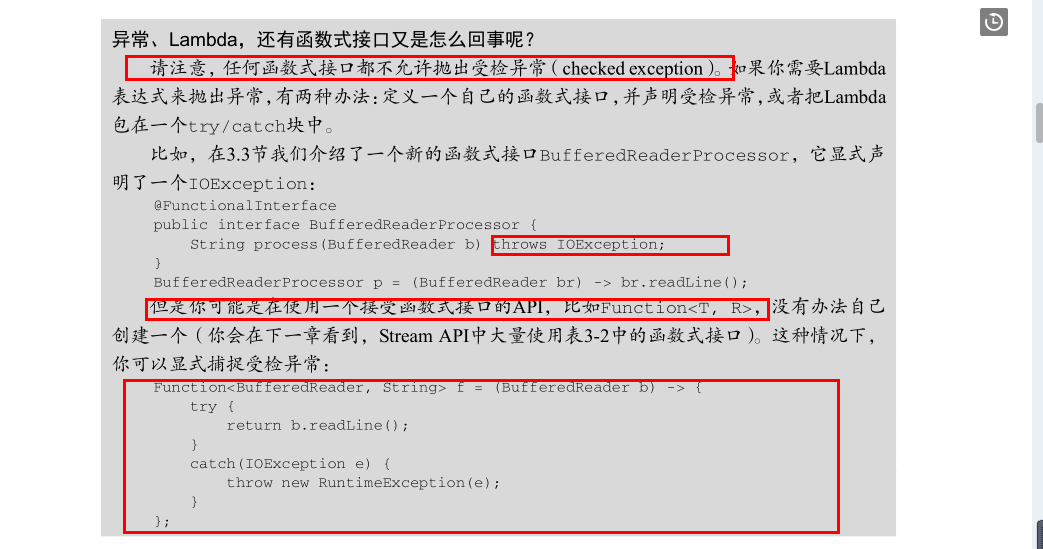 异常、Lambda，还有函数式接口又是怎么回事呢？
请注意，任何函数式接口都不允许抛出受检异常（checked exception）。如果你需要Lambda
表达式来抛出异常，有两种办法：定义一个自己的函数式接口，并声明受检异常，或者把Lambda
包在一个try/catch块中。
比如，在3.3节我们介绍了一个新的函数式接口BufferedReaderProcessor，它显式声
明了一个IOException：
@FunctionalInterface
public interface BufferedReaderProcessor {
String process(BufferedReader b) throws IOException;
}
BufferedReaderProcessor p = (BufferedReader br) -> br.readLine();
但是你可能是在使用一个接受函数式接口的API，比如Function<T, R>，没有办法自己
创建一个（你会在下一章看到，Stream API中大量使用表3-2中的函数式接口）。这种情况下，
你可以显式捕捉受检异常：
Function<BufferedReader, String> f = (BufferedReader b) -> {
try {
return b.readLine();
}
catch(IOException e) {
throw new RuntimeException(e);
}
};